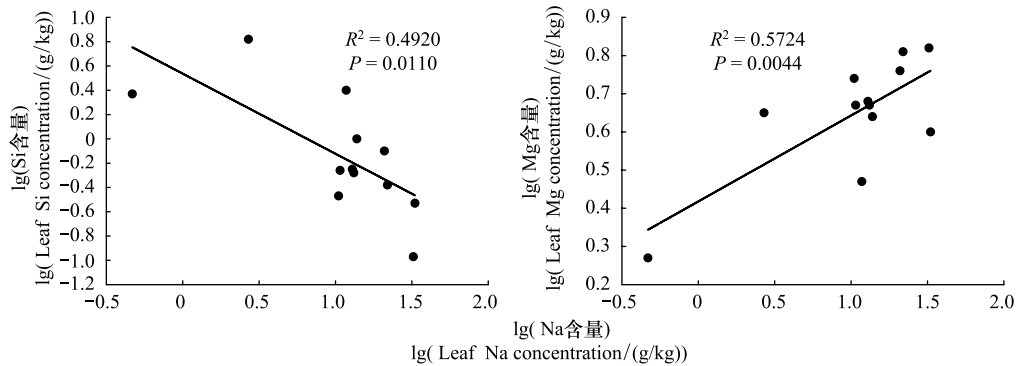 lg(Si含量)
lg( Leaf Si concentration/(g/kg))
1.0
0.8
0.6
0.4
0.2
0
−0.2
−0.4
−0.6
−0.8
−1.0
−1.2
R² = 0.4920
P = 0.0110
−0.5 0 0.5 1.0 1.5 2.0
lg( Mg含量)
lg( Leaf Mg concentration/(g/kg))
0.9
0.8
0.7
0.6
0.5
0.4
0.3
0.2
R² = 0.5724
P = 0.0044
−0.5 0 0.5 1.0 1.5 2.0
lg( Na含量)
lg( Leaf Na concentration/(g/kg))